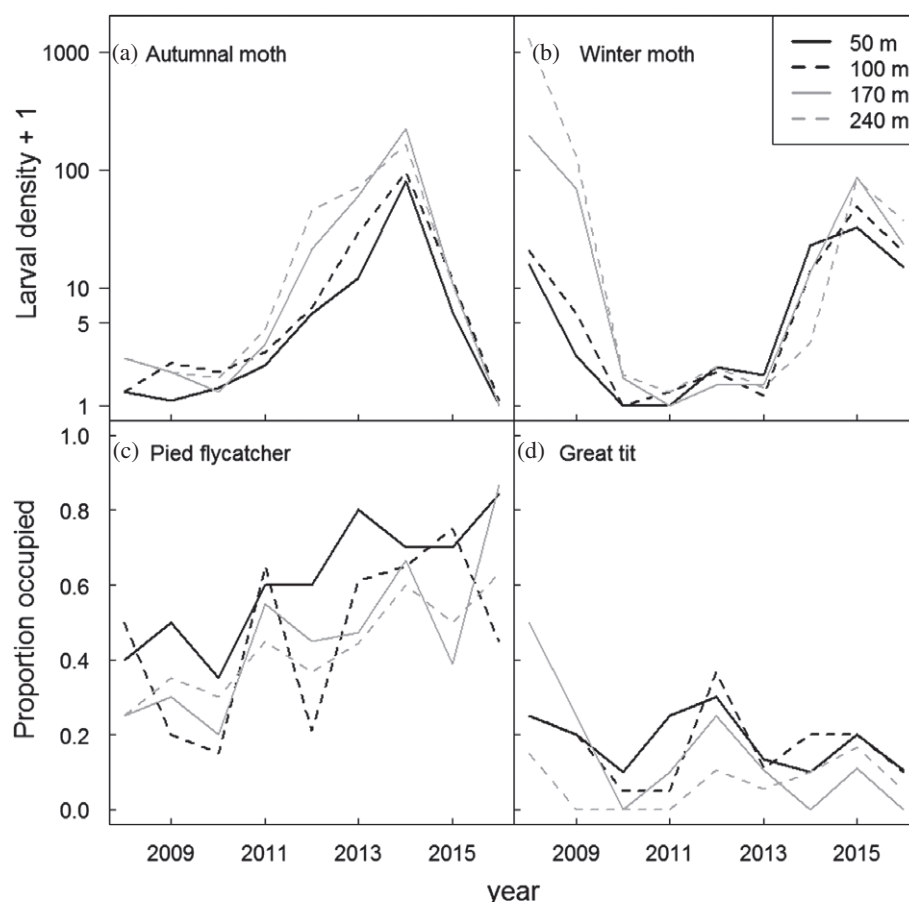 (a) Autumnal moth
(b) Winter moth
50 m
100 m
170 m
240 m
Larval density + 1
1000
100
10
5
1
(c) Pied flycatcher
(d) Great tit
Proportion occupied
1.0
0.8
0.6
0.4
0.2
0.0
2009 2011 2013 2015 2009 2011 2013 2015
year